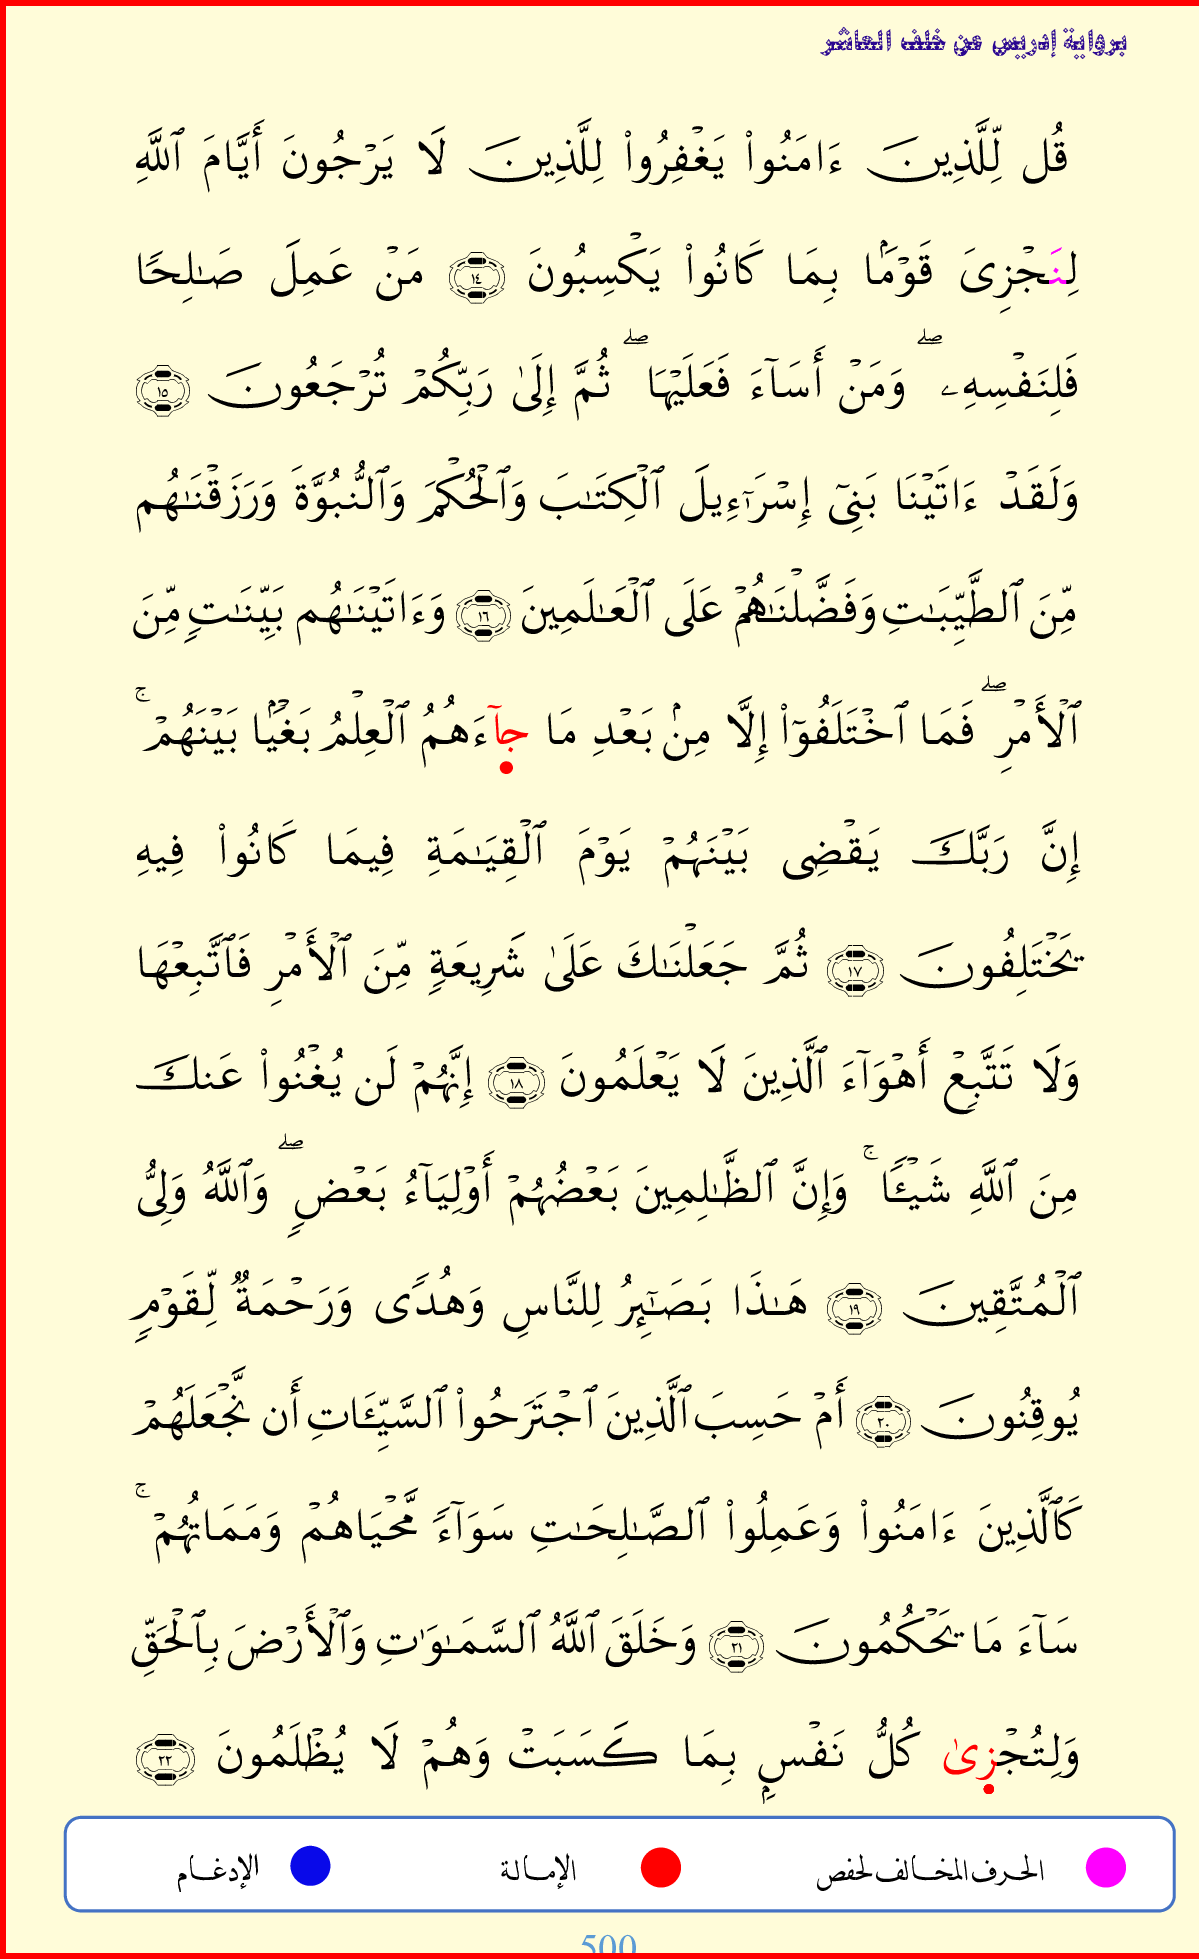 برواية إدريس عن خلف العاشر
قُل لِّلَّذِينَ ءَامَنُواْ يَغْفِرُواْ لِلَّذِينَ لَا يَرْجُونَ أَيَّامَ ٱللَّهِ
لِنَجْزِىَ قَوْمَۢا بِمَا كَانُواْ يَكْسِبُونَ ١٤ مَنْ عَمِلَ صَـٰلِحًا
فَلِنَفْسِهِۦۖ وَمَنْ أَسَآءَ فَعَلَيْهَاۖ ثُمَّ إِلَىٰ رَبِّكُمْ تُرْجَعُونَ ١٥
وَلَقَدْ ءَاتَيْنَا بَنِىٓ إِسْرَٰٓءِيلَ ٱلْكِتَـٰبَ وَٱلْحُكْمَ وَٱلنُّبُوَّةَ وَرَزَقْنَـٰهُم
مِّنَ ٱلطَّيِّبَـٰتِ وَفَضَّلْنَـٰهُمْ عَلَى ٱلْعَـٰلَمِينَ ١٦ وَءَاتَيْنَـٰهُم بَيِّنَـٰتٍ مِّنَ
ٱلْأَمْرِۖ فَمَا ٱخْتَلَفُوٓاْ إِلَّا مِنۢ بَعْدِ مَا جَآءَهُمُ ٱلْعِلْمُ بَغْيَۢا بَيْنَهُمْۚ
إِنَّ رَبَّكَ يَقْضِى بَيْنَهُمْ يَوْمَ ٱلْقِيَـٰمَةِ فِيمَا كَانُواْ فِيهِ
يَخْتَلِفُونَ ١٧ ثُمَّ جَعَلْنَـٰكَ عَلَىٰ شَرِيعَةٍ مِّنَ ٱلْأَمْرِ فَٱتَّبِعْهَا
وَلَا تَتَّبِعْ أَهْوَآءَ ٱلَّذِينَ لَا يَعْلَمُونَ ١٨ إِنَّهُمْ لَن يُغْنُواْ عَنكَ
مِنَ ٱللَّهِ شَيْـًٔاۚ وَإِنَّ ٱلظَّـٰلِمِينَ بَعْضُهُمْ أَوْلِيَآءُ بَعْضٍۖ وَٱللَّهُ وَلِىُّ
ٱلْمُتَّقِينَ ١٩ هَـٰذَا بَصَـٰٓئِرُ لِلنَّاسِ وَهُدًى وَرَحْمَةٌ لِّقَوْمٍ
يُوقِنُونَ ٢٠ أَمْ حَسِبَ ٱلَّذِينَ ٱجْتَرَحُواْ ٱلسَّيِّـَٔاتِ أَن نَّجْعَلَهُمْ
كَٱلَّذِينَ ءَامَنُواْ وَعَمِلُواْ ٱلصَّـٰلِحَـٰتِ سَوَآءً مَّحْيَاهُمْ وَمَمَاتُهُمْۚ
سَآءَ مَا يَحْكُمُونَ ٢١ وَخَلَقَ ٱللَّهُ ٱلسَّمَـٰوَٰتِ وَٱلْأَرْضَ بِٱلْحَقِّ
وَلِتُجْزِىٰ كُلُّ نَفْسٍۭ بِمَا كَسَبَتْ وَهُمْ لَا يُظْلَمُونَ ٢٢
الحرف المخالف لحفص الإمالة الإدغام
500